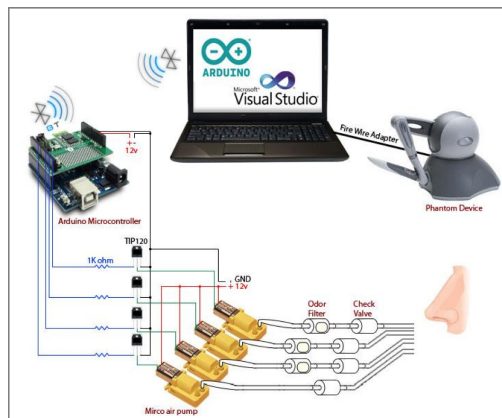 ARDUINO
Microsoft®
Visual Studio
Fire Wire Adapter
+ -
12v
Arduino Microcontroller
Phantom Device
TIP120
1K ohm
- GND
+ 12v
Odor
Filter
Check
Valve
Mirco air pump